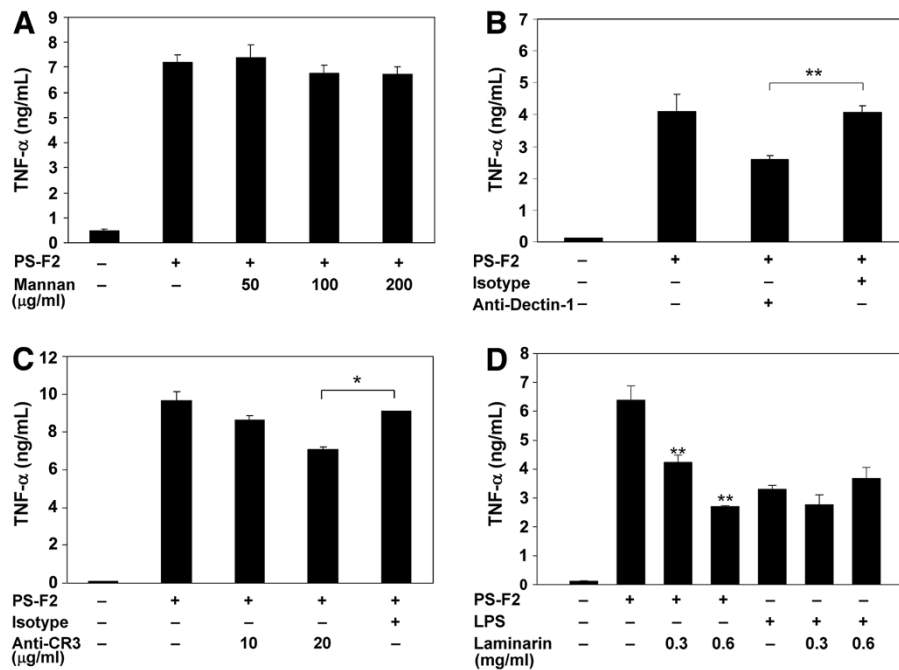 A
TNF-α (ng/mL)
9
8
7
6
5
4
3
2
1
0
PS-F2 – + + + +
Mannan – – 50 100 200
(μg/ml)
B
TNF-α (ng/mL)
7
6
5
4
3
2
1
0
**
PS-F2 – + + +
Isotype – – – +
Anti-Dectin-1 – – + –
C
TNF-α (ng/mL)
12
10
8
6
4
2
0
*
PS-F2 – + + + +
Isotype – – – – +
Anti-CR3 – – 10 20 –
(μg/ml)
D
TNF-α (ng/mL)
8
7
6
5
4
3
2
1
0
**
**
PS-F2 – + + + – – –
LPS – – – – + + +
Laminarin – – 0.3 0.6 – 0.3 0.6
(mg/ml)